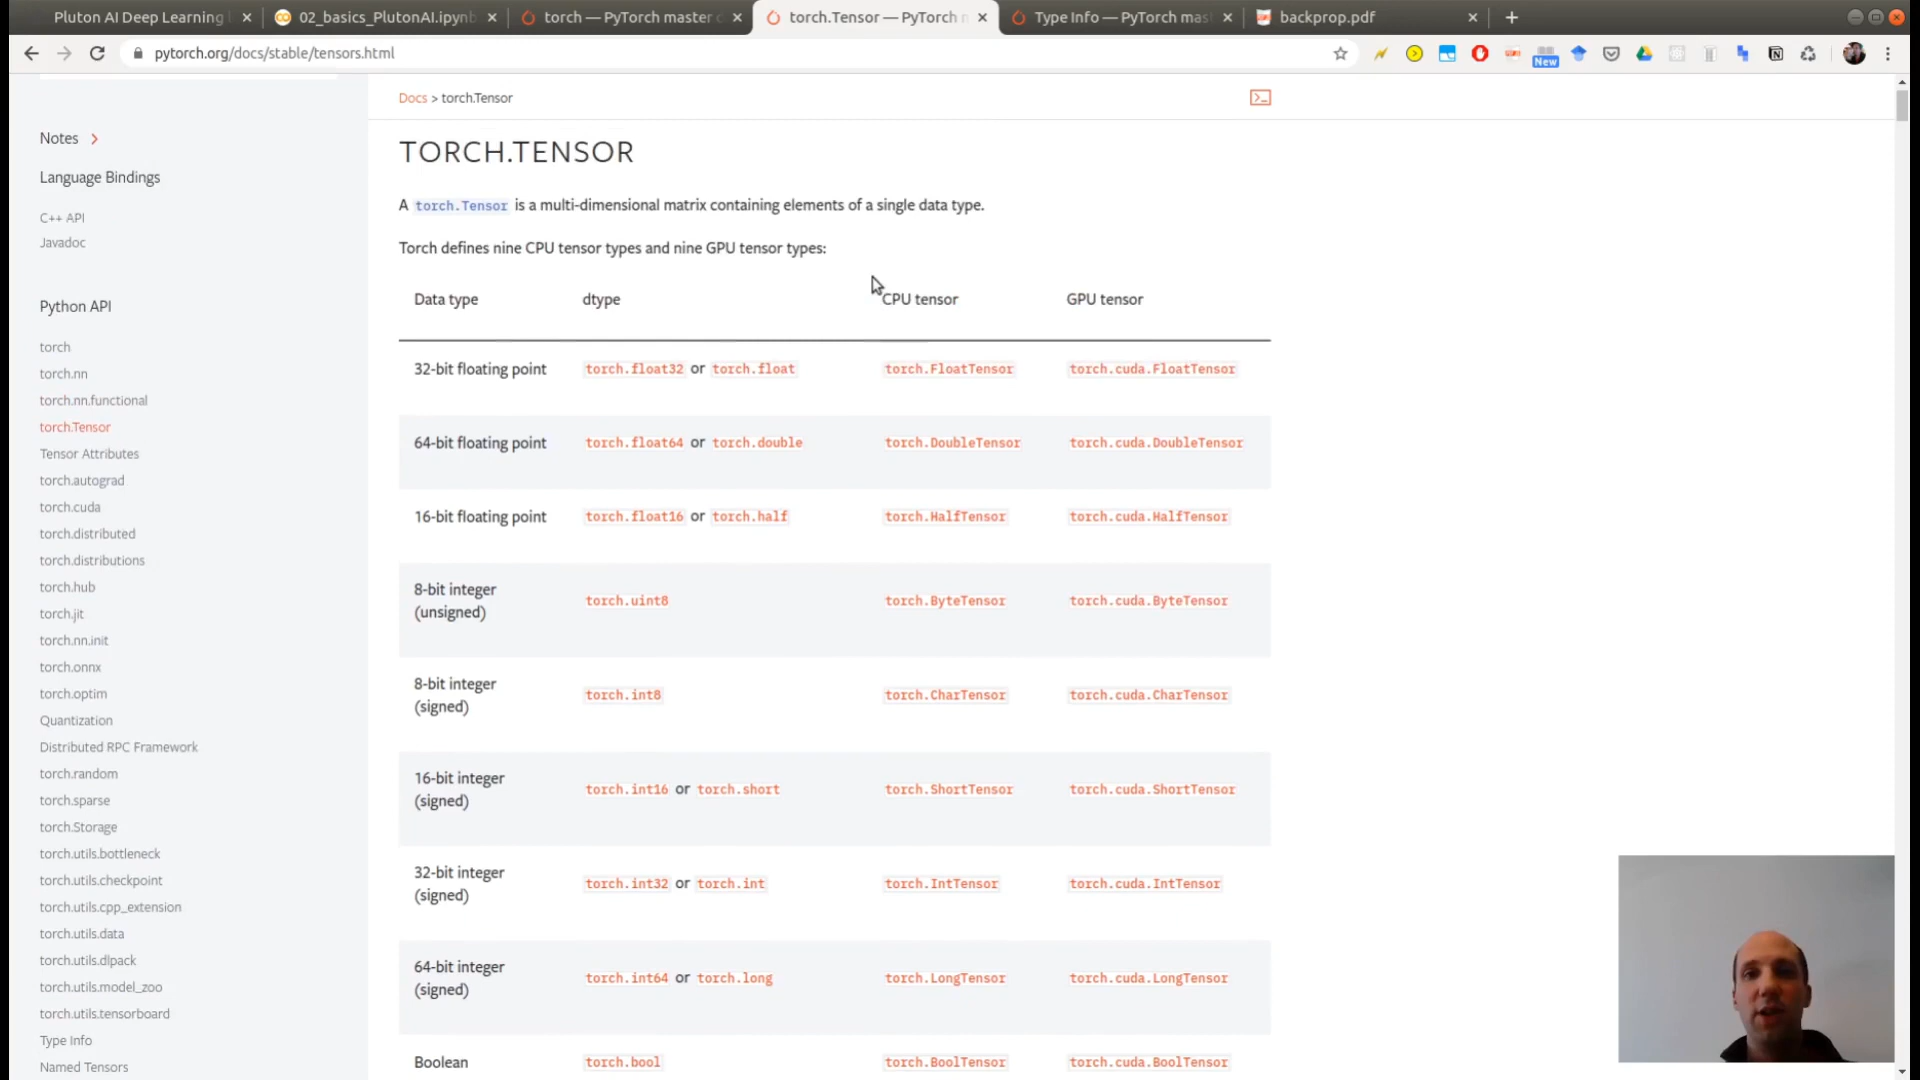 Pluton AI Deep Learning
02_basics_PlutonAI.ipynb
torch — PyTorch master d
torch.Tensor — PyTorch m
Type Info — PyTorch mas
backprop.pdf
pytorch.org/docs/stable/tensors.html
New
Notes
Language Bindings
C++ API
Javadoc
Python API
torch
torch.nn
torch.nn.functional
torch.Tensor
Tensor Attributes
torch.autograd
torch.cuda
torch.distributed
torch.distributions
torch.hub
torch.jit
torch.nn.init
torch.onnx
torch.optim
Quantization
Distributed RPC Framework
torch.random
torch.sparse
torch.Storage
torch.utils.bottleneck
torch.utils.checkpoint
torch.utils.cpp_extension
torch.utils.data
torch.utils.dlpack
torch.utils.model_zoo
torch.utils.tensorboard
Type Info
Named Tensors
Docs > torch.Tensor
TORCH.TENSOR
A torch.Tensor is a multi-dimensional matrix containing elements of a single data type.
Torch defines nine CPU tensor types and nine GPU tensor types:
Data type dtype CPU tensor GPU tensor
32-bit floating point torch.float32 or torch.float torch.FloatTensor torch.cuda.FloatTensor
64-bit floating point torch.float64 or torch.double torch.DoubleTensor torch.cuda.DoubleTensor
16-bit floating point torch.float16 or torch.half torch.HalfTensor torch.cuda.HalfTensor
8-bit integer
(unsigned)
torch.uint8 torch.ByteTensor torch.cuda.ByteTensor
8-bit integer
(signed)
torch.int8 torch.CharTensor torch.cuda.CharTensor
16-bit integer
(signed)
torch.int16 or torch.short torch.ShortTensor torch.cuda.ShortTensor
32-bit integer
(signed)
torch.int32 or torch.int torch.IntTensor torch.cuda.IntTensor
64-bit integer
(signed)
torch.int64 or torch.long torch.LongTensor torch.cuda.LongTensor
Boolean torch.bool torch.BoolTensor torch.cuda.BoolTensor